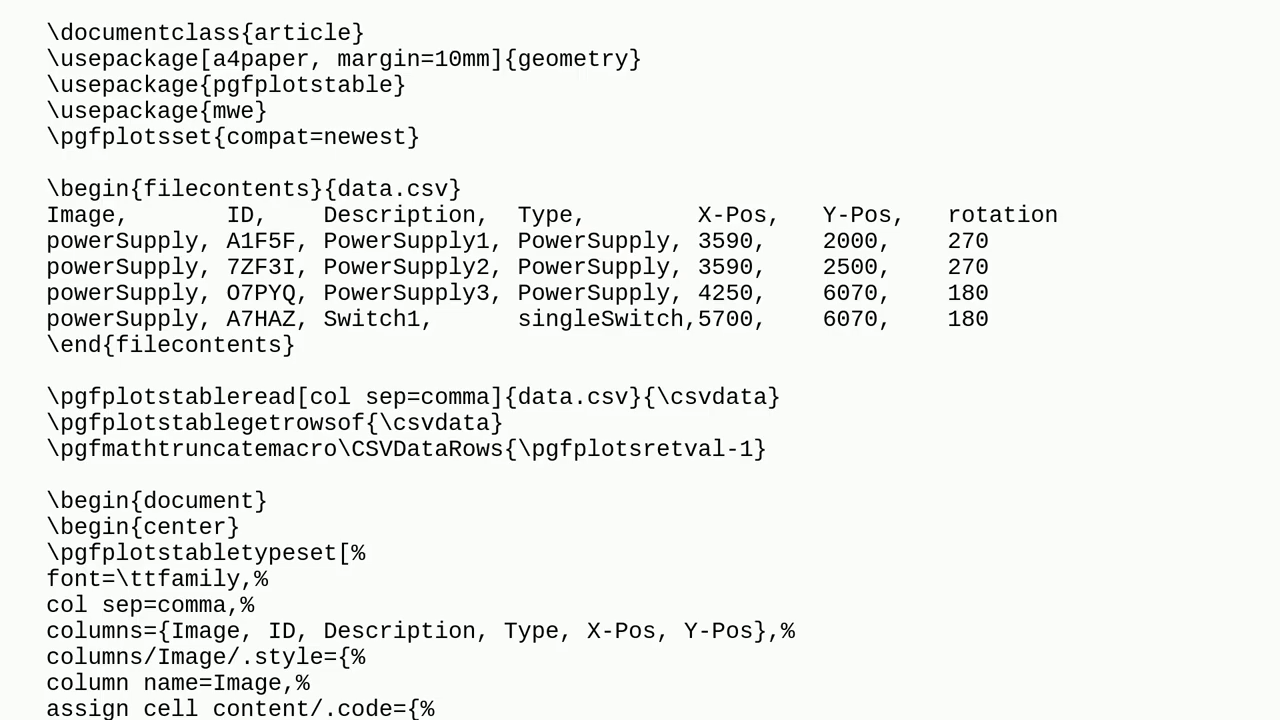 \documentclass{article}
\usepackage[a4paper, margin=10mm]{geometry}
\usepackage{pgfplotstable}
\usepackage{mwe}
\pgfplotsset{compat=newest}
\begin{filecontents}{data.csv}
Image,       ID,    Description,  Type,        X-Pos,   Y-Pos,   rotation
powerSupply, A1F5F, PowerSupply1, PowerSupply, 3590,    2000,    270
powerSupply, 7ZF3I, PowerSupply2, PowerSupply, 3590,    2500,    270
powerSupply, O7PYQ, PowerSupply3, PowerSupply, 4250,    6070,    180
powerSupply, A7HAZ, Switch1,      singleSwitch,5700,    6070,    180
\end{filecontents}
\pgfplotstableread[col sep=comma]{data.csv}{\csvdata}
\pgfplotstablegetrowsof{\csvdata}
\pgfmathtruncatemacro\CSVDataRows{\pgfplotsretval-1}
\begin{document}
\begin{center}
\pgfplotstabletypeset[%
font=\ttfamily,%
col sep=comma,%
columns={Image, ID, Description, Type, X-Pos, Y-Pos},%
columns/Image/.style={%
column name=Image,%
assign cell content/.code={%